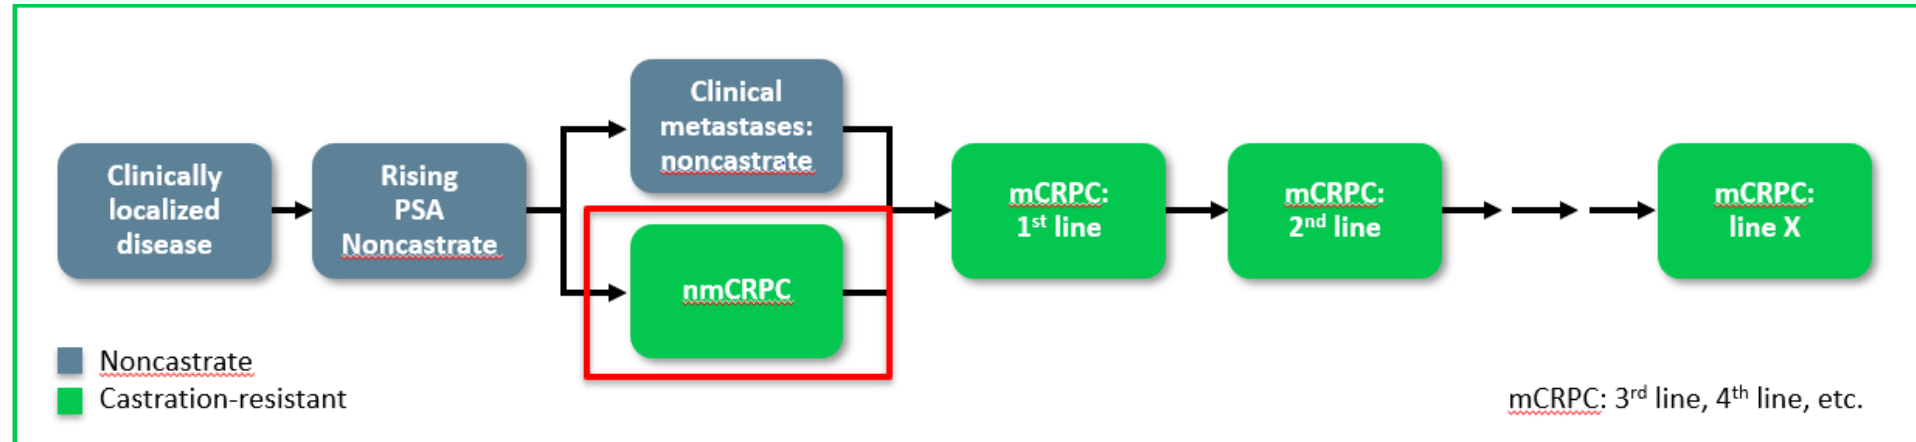 Clinically
localized
disease
Rising
PSA
Noncastrate
Clinical
metastases:
noncastrate
nmCRPC
mCRPC:
1st line
mCRPC:
2nd line
mCRPC:
line X
Noncastrate
Castration-resistant
mCRPC: 3rd line, 4th line, etc.